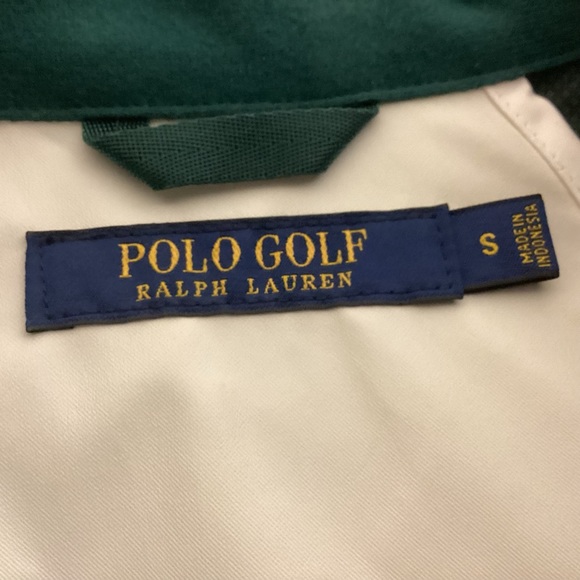 POLO GOLF
RALPH LAUREN
S
MADE IN
INDONESIA